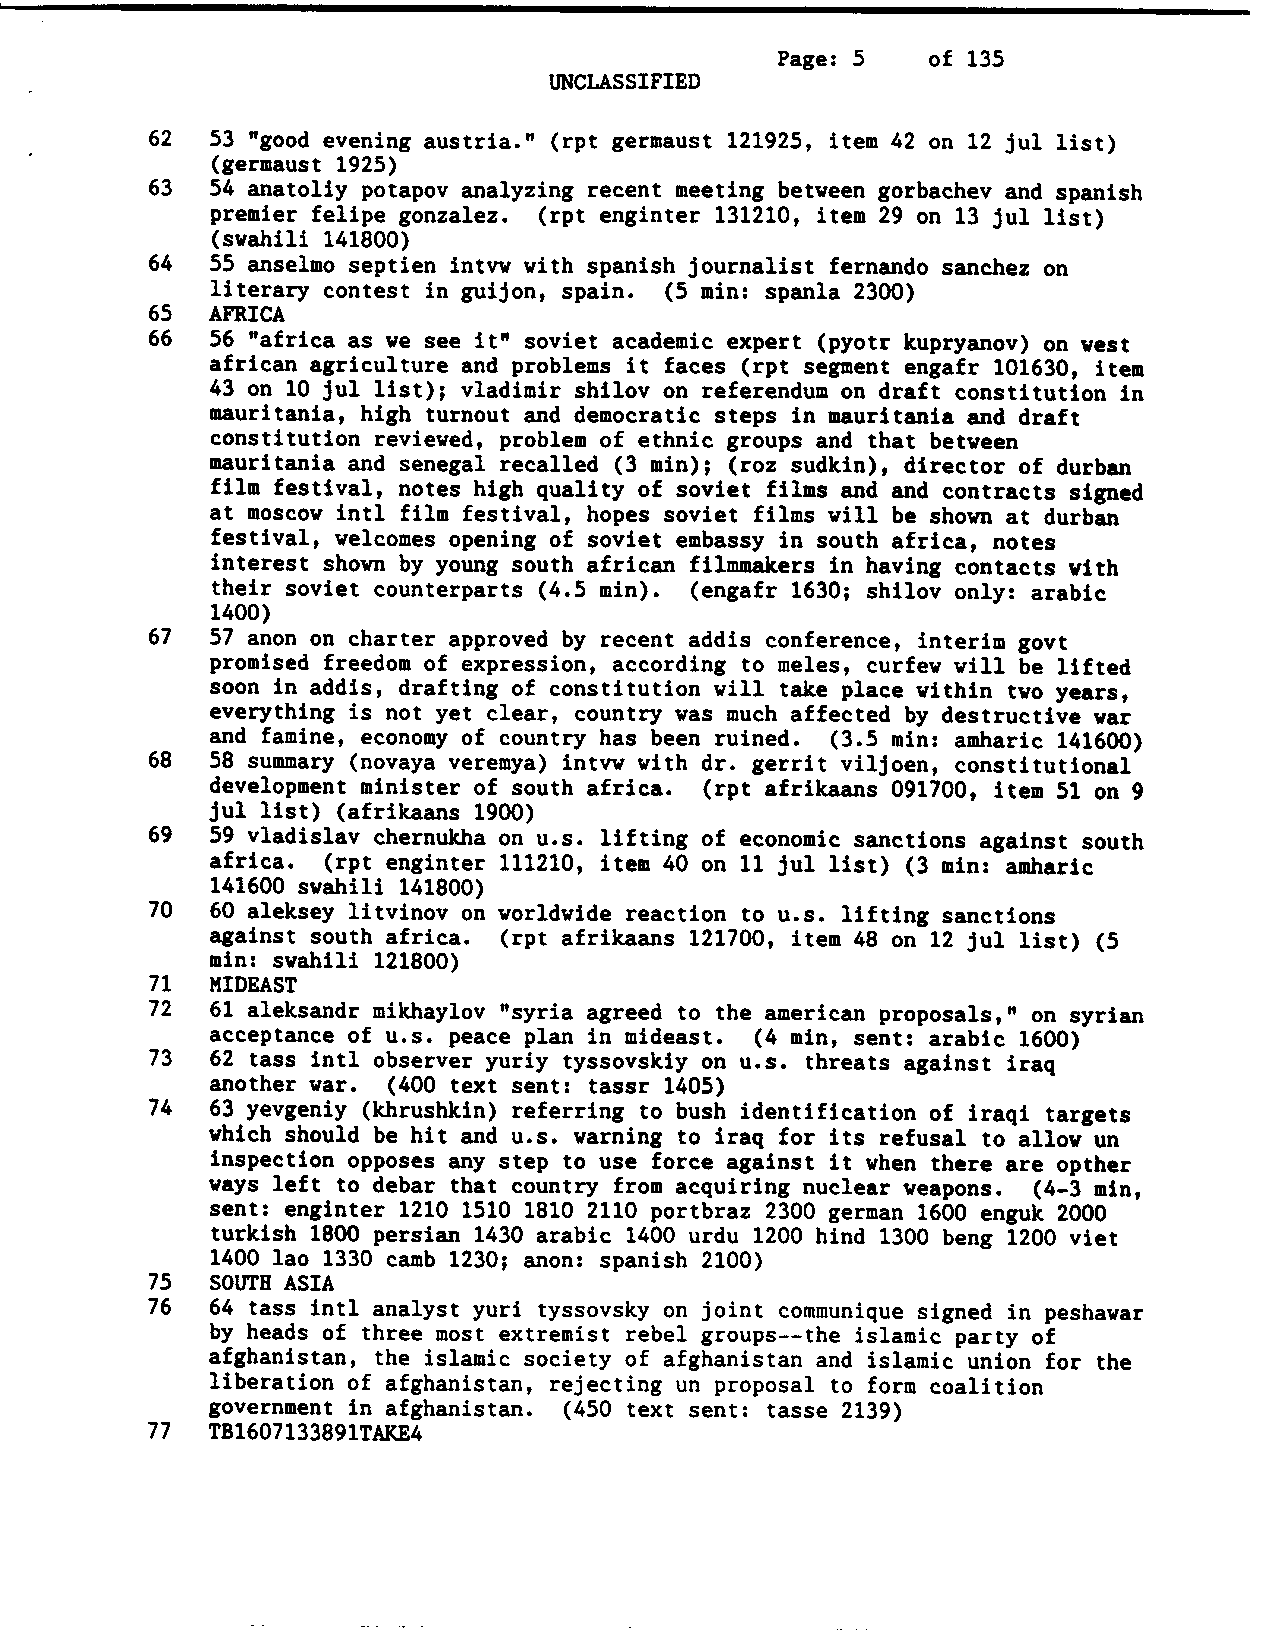 Page: 5 of 135
UNCLASSIFIED
62 53 "good evening austria." (rpt germaust 121925, item 42 on 12 jul list)
(germaust 1925)
63 54 anatoliy potapov analyzing recent meeting between gorbachev and spanish
premier felipe gonzalez. (rpt enginter 131210, item 29 on 13 jul list)
(swahili 141800)
64 55 anselmo septien intvw with spanish journalist fernando sanchez on
literary contest in guijon, spain. (5 min: spanla 2300)
65 AFRICA
66 56 "africa as we see it" soviet academic expert (pyotr kupryanov) on west
african agriculture and problems it faces (rpt segment engafr 101630, item
43 on 10 jul list); vladimir shilov on referendum on draft constitution in
mauritania, high turnout and democratic steps in mauritania and draft
constitution reviewed, problem of ethnic groups and that between
mauritania and senegal recalled (3 min); (roz sudkin), director of durban
film festival, notes high quality of soviet films and and contracts signed
at moscow intl film festival, hopes soviet films will be shown at durban
festival, welcomes opening of soviet embassy in south africa, notes
interest shown by young south african filmmakers in having contacts with
their soviet counterparts (4.5 min). (engafr 1630; shilov only: arabic
1400)
67 57 anon on charter approved by recent addis conference, interim govt
promised freedom of expression, according to meles, curfew will be lifted
soon in addis, drafting of constitution will take place within two years,
everything is not yet clear, country was much affected by destructive war
and famine, economy of country has been ruined. (3.5 min: amharic 141600)
68 58 summary (novaya veremya) intvw with dr. gerrit viljoen, constitutional
development minister of south africa. (rpt afrikaans 091700, item 51 on 9
jul list) (afrikaans 1900)
69 59 vladislav chernukha on u.s. lifting of economic sanctions against south
africa. (rpt enginter 111210, item 40 on 11 jul list) (3 min: amharic
141600 swahili 141800)
70 60 aleksey litvinov on worldwide reaction to u.s. lifting sanctions
against south africa. (rpt afrikaans 121700, item 48 on 12 jul list) (5
min: swahili 121800)
71 MIDEAST
72 61 aleksandr mikhaylov "syria agreed to the american proposals," on syrian
acceptance of u.s. peace plan in mideast. (4 min, sent: arabic 1600)
73 62 tass intl observer yuriy tyssovskiy on u.s. threats against iraq
another war. (400 text sent: tassr 1405)
74 63 yevgeniy (khrushkin) referring to bush identification of iraqi targets
which should be hit and u.s. warning to iraq for its refusal to allow un
inspection opposes any step to use force against it when there are opther
ways left to debar that country from acquiring nuclear weapons. (4-3 min,
sent: enginter 1210 1510 1810 2110 portbraz 2300 german 1600 enguk 2000
turkish 1800 persian 1430 arabic 1400 urdu 1200 hind 1300 beng 1200 viet
1400 lao 1330 camb 1230; anon: spanish 2100)
75 SOUTH ASIA
76 64 tass intl analyst yuri tyssovsky on joint communique signed in peshawar
by heads of three most extremist rebel groups--the islamic party of
afghanistan, the islamic society of afghanistan and islamic union for the
liberation of afghanistan, rejecting un proposal to form coalition
government in afghanistan. (450 text sent: tasse 2139)
77 TB1607133891TAKE4